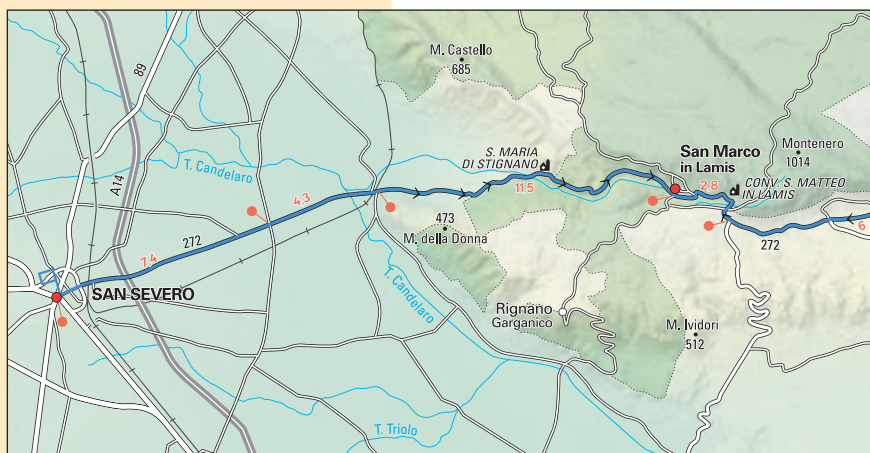 M. Castello
685
89
S. MARIA
DI STIGNANO
San Marco
in Lamis
Montenero
1014
T. Candelaro
A14
11,5
2.8
CONV. S. MATTEO
IN LAMIS
4.3
473
M. della Donna
272
272
6
7.4
SAN SEVERO
T. Candelaro
Rignano
Garganico
M. Ividori
512
T. Triolo